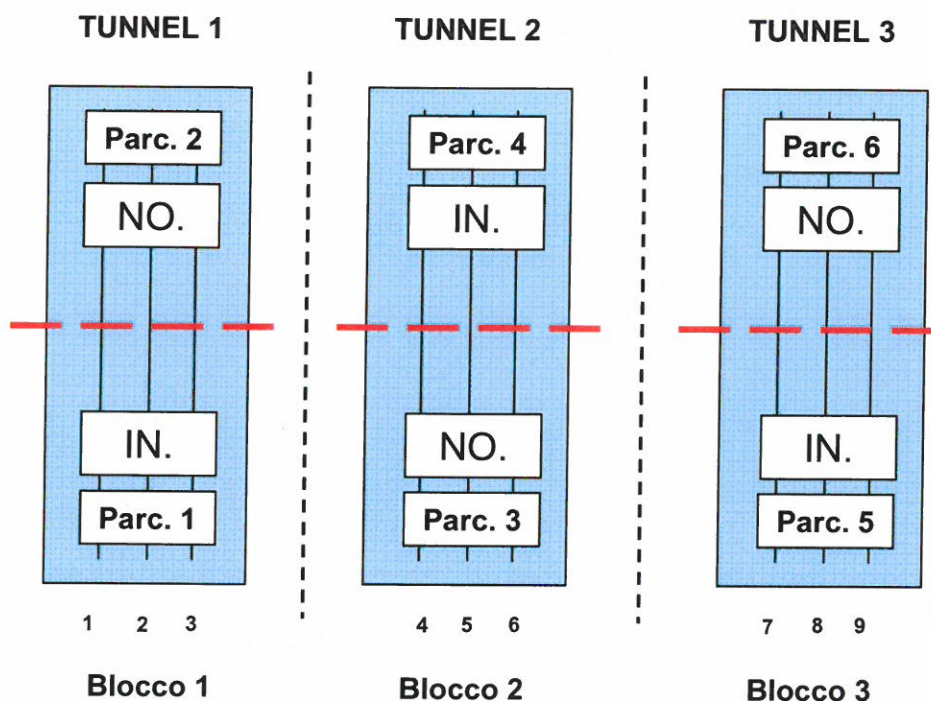 TUNNEL 1 TUNNEL 2 TUNNEL 3
Parc. 2 Parc. 4 Parc. 6
NO. IN. NO.
IN. NO. IN.
Parc. 1 Parc. 3 Parc. 5
1 2 3 4 5 6 7 8 9
Blocco 1 Blocco 2 Blocco 3